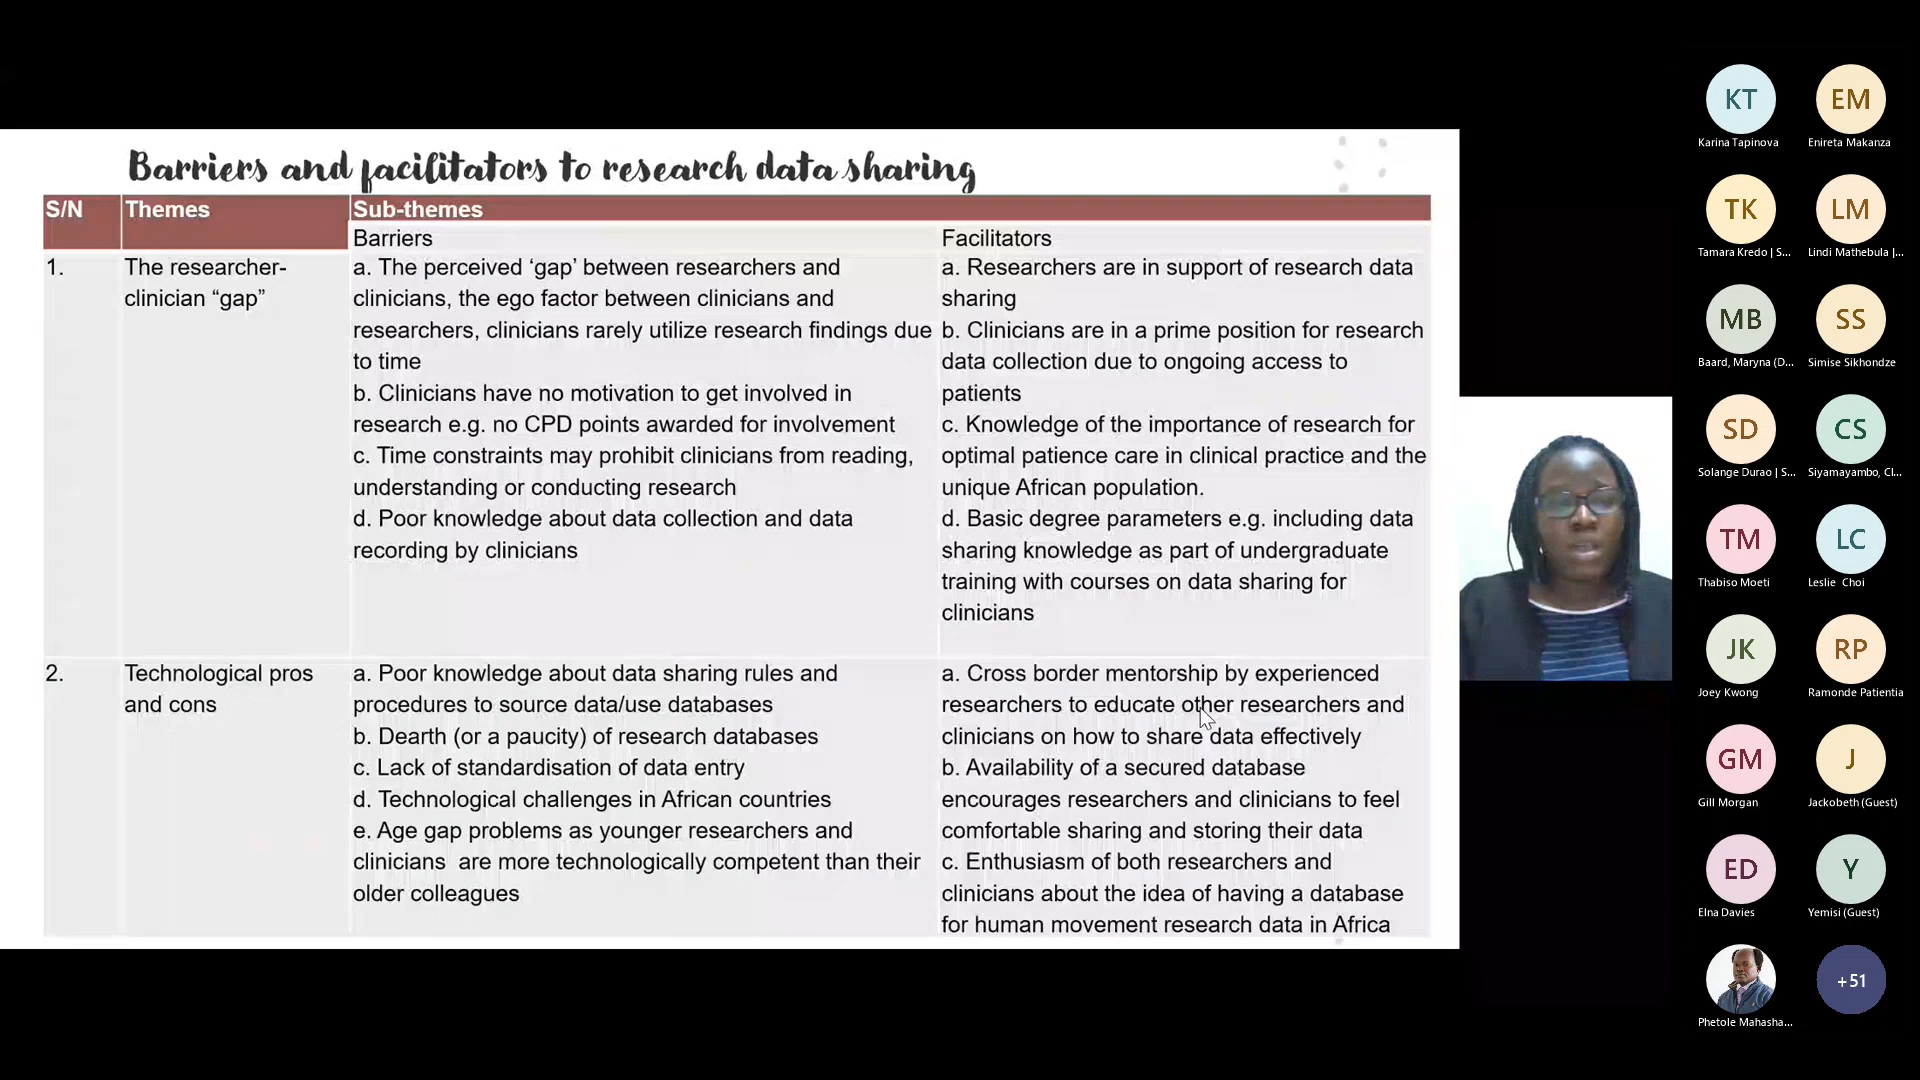 Barriers and facilitators to research data sharing
S/N
Themes
Sub-themes
Barriers
Facilitators
1.
The researcher-
clinician “gap”
a. The perceived ‘gap’ between researchers and
clinicians, the ego factor between clinicians and
researchers, clinicians rarely utilize research findings due
to time
b. Clinicians have no motivation to get involved in
research e.g. no CPD points awarded for involvement
c. Time constraints may prohibit clinicians from reading,
understanding or conducting research
d. Poor knowledge about data collection and data
recording by clinicians
a. Researchers are in support of research data
sharing
b. Clinicians are in a prime position for research
data collection due to ongoing access to
patients
c. Knowledge of the importance of research for
optimal patience care in clinical practice and the
unique African population.
d. Basic degree parameters e.g. including data
sharing knowledge as part of undergraduate
training with courses on data sharing for
clinicians
2.
Technological pros
and cons
a. Poor knowledge about data sharing rules and
procedures to source data/use databases
b. Dearth (or a paucity) of research databases
c. Lack of standardisation of data entry
d. Technological challenges in African countries
e. Age gap problems as younger researchers and
clinicians  are more technologically competent than their
older colleagues
a. Cross border mentorship by experienced
researchers to educate other researchers and
clinicians on how to share data effectively
b. Availability of a secured database
encourages researchers and clinicians to feel
comfortable sharing and storing their data
c. Enthusiasm of both researchers and
clinicians about the idea of having a database
for human movement research data in Africa
KT
Karina Tapinova
EM
Enireta Makanza
TK
Tamara Kredo | S...
LM
Lindi Mathebula |...
MB
Baard, Maryna (D...
SS
Simise Sikhondze
SD
Solange Durao | S...
CS
Siyamayambo, Cl...
TM
Thabiso Moeti
LC
Leslie Choi
JK
Joey Kwong
RP
Ramonde Patientia
GM
Gill Morgan
J
Jackobeth (Guest)
ED
Elna Davies
Y
Yemisi (Guest)
Phetole Mahasha...
+51